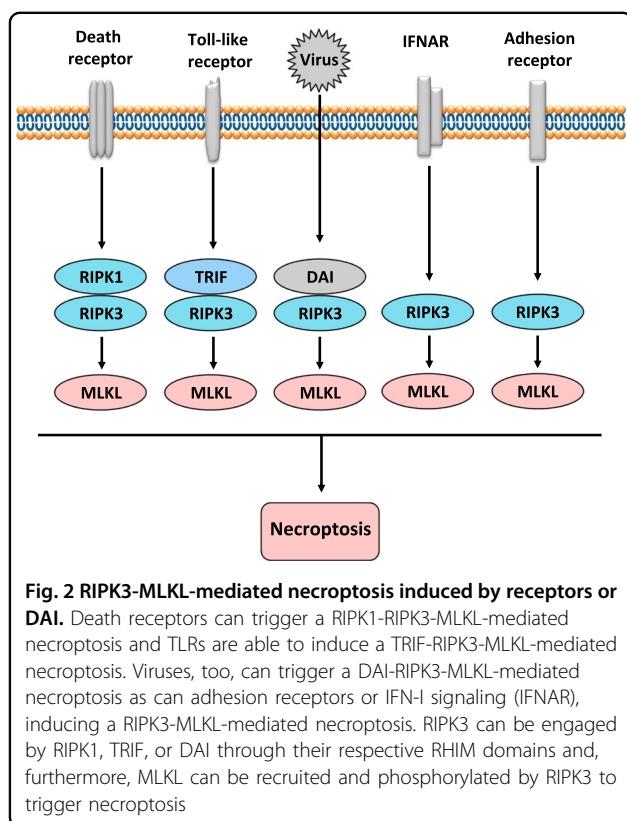 Death receptor
Toll-like receptor
Virus
IFNAR
Adhesion receptor
RIPK1 TRIF DAI
RIPK3 RIPK3 RIPK3 RIPK3 RIPK3
MLKL MLKL MLKL MLKL MLKL
Necroptosis
Fig. 2 RIPK3-MLKL-mediated necroptosis induced by receptors or
DAI. Death receptors can trigger a RIPK1-RIPK3-MLKL-mediated
necroptosis and TLRs are able to induce a TRIF-RIPK3-MLKL-mediated
necroptosis. Viruses, too, can trigger a DAI-RIPK3-MLKL-mediated
necroptosis as can adhesion receptors or IFN-I signaling (IFNAR),
inducing a RIPK3-MLKL-mediated necroptosis. RIPK3 can be engaged
by RIPK1, TRIF, or DAI through their respective RHIM domains and,
furthermore, MLKL can be recruited and phosphorylated by RIPK3 to
trigger necroptosis